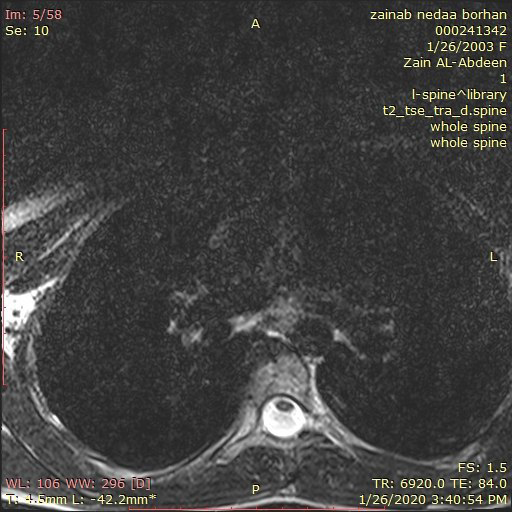 Im: 5/58
Se: 10
A
zainab nedaa borhan
000241342
1/26/2003 F
Zain AL-Abdeen
1
l-spine^library
t2_tse_tra_d.spine
whole spine
whole spine
R
L
WL: 106 WW: 296 [D]
T: 4.5mm L: -42.2mm*
P
FS: 1.5
TR: 6920.0 TE: 84.0
1/26/2020 3:40:54 PM